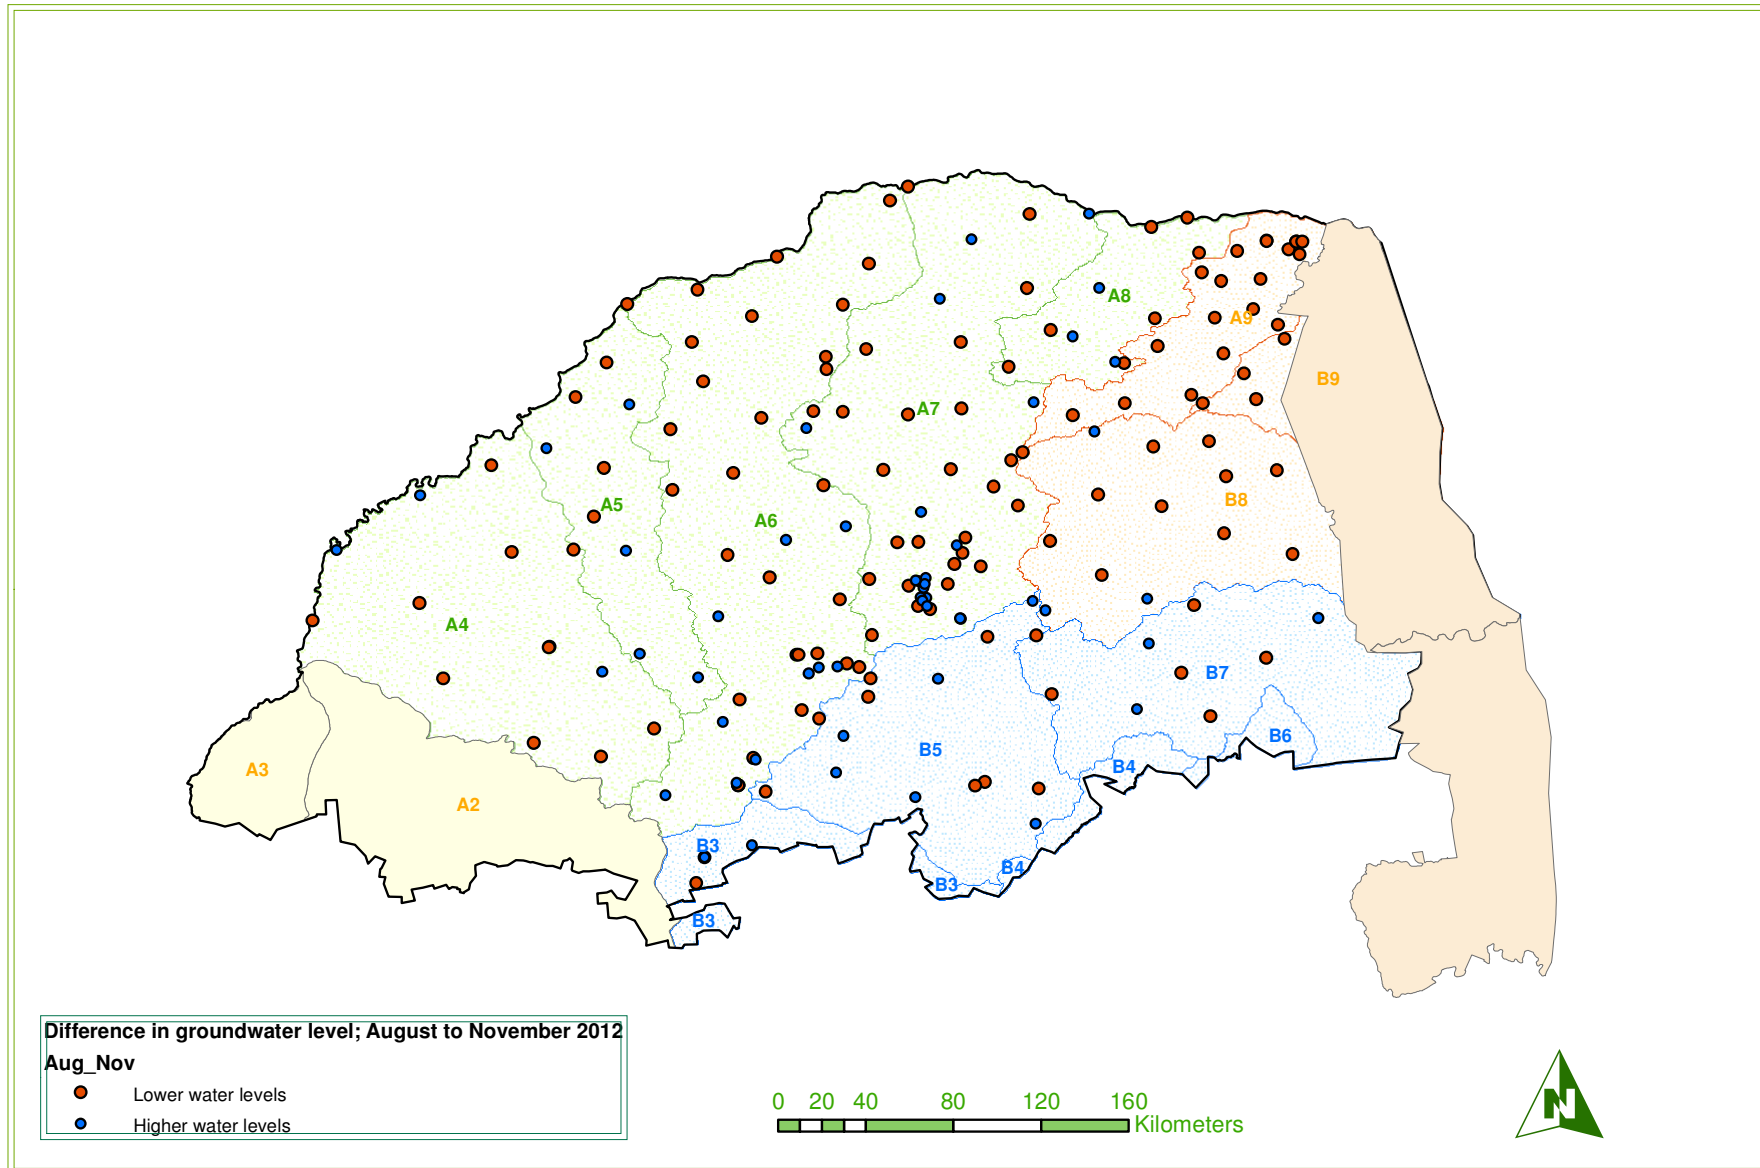 A8
A9
B9
A7
B8
A5
A6
A4
B7
B6
B5
B4
A3
A2
B3
B4
B3
B3
Difference in groundwater level; August to November 2012
Aug_Nov
Lower water levels
Higher water levels
0 20 40 80 120 160
Kilometers
N